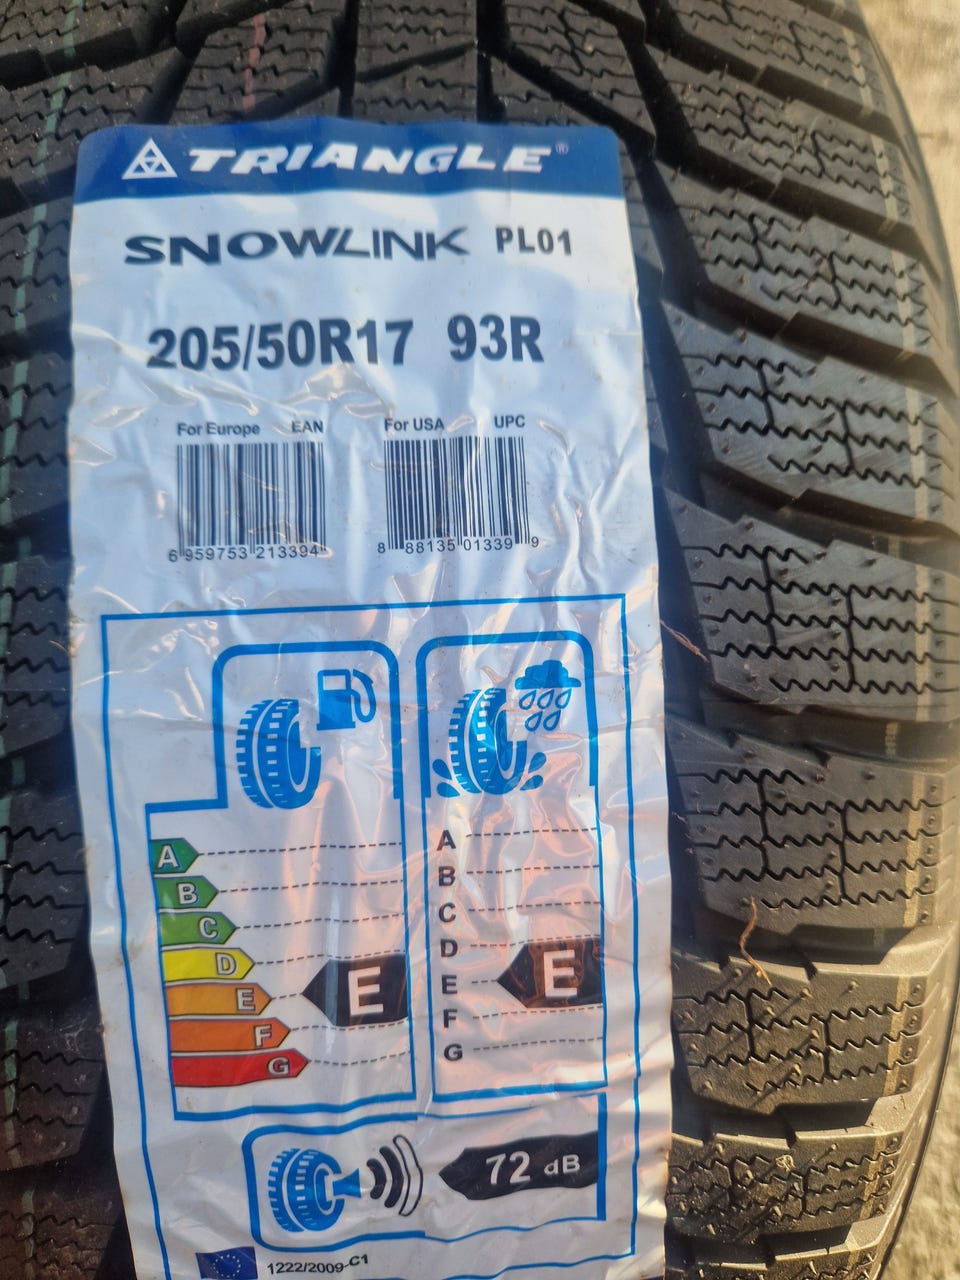 TRIANGLE®
SNOWLINK PL01
205/50R17 93R
For Europe EAN For USA UPC
6 959753 213394 8 88135 01339 9
A
B
C
D
E
F
G
E
A
B
C
D
E
F
G
E
72 dB
1222/2009-C1